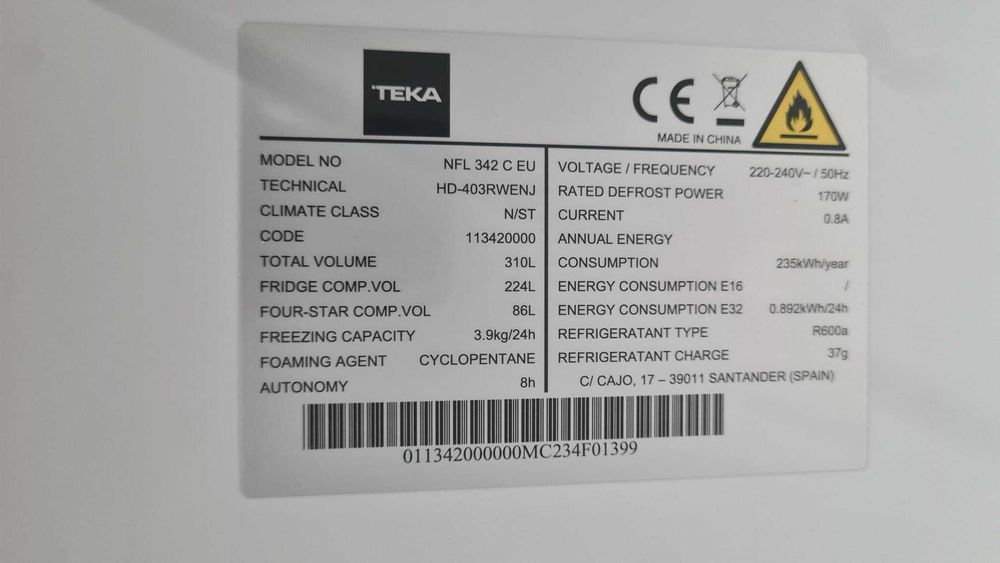 TEKA
CE
MADE IN CHINA
MODEL NO NFL 342 C EU
TECHNICAL HD-403RWENJ
CLIMATE CLASS N/ST
CODE 113420000
TOTAL VOLUME 310L
FRIDGE COMP.VOL 224L
FOUR-STAR COMP.VOL 86L
FREEZING CAPACITY 3.9kg/24h
FOAMING AGENT CYCLOPENTANE
AUTONOMY 8h
VOLTAGE / FREQUENCY 220-240V~ / 50Hz
RATED DEFROST POWER 170W
CURRENT 0.8A
ANNUAL ENERGY
CONSUMPTION 235kWh/year
ENERGY CONSUMPTION E16 /
ENERGY CONSUMPTION E32 0.892kWh/24h
REFRIGERATANT TYPE R600a
REFRIGERATANT CHARGE 37g
C/ CAJO, 17 – 39011 SANTANDER (SPAIN)
011342000000MC234F01399